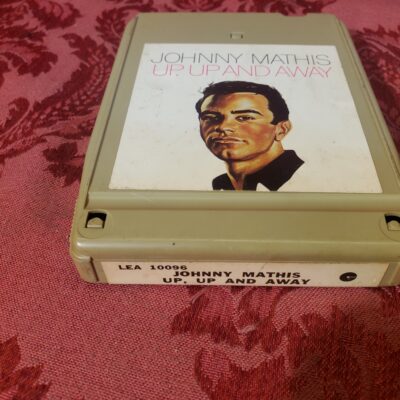 JOHNNY MATHIS
UP, UP AND AWAY
LEA 10096
JOHNNY MATHIS
UP, UP AND AWAY